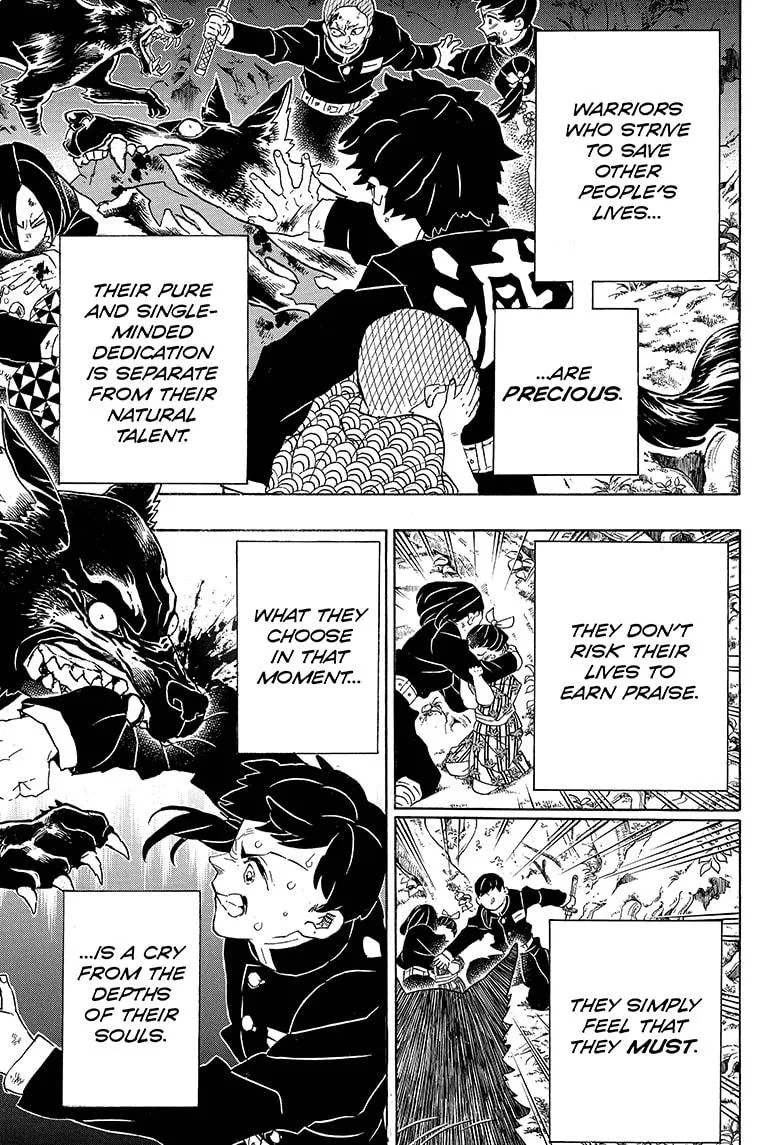 WARRIORS
WHO STRIVE
TO SAVE
OTHER
PEOPLE'S
LIVES...
...ARE
PRECIOUS.
THEIR PURE
AND SINGLE-
MINDED
DEDICATION
IS SEPARATE
FROM THEIR
NATURAL
TALENT.
THEY DON'T
RISK THEIR
LIVES TO
EARN PRAISE.
THEY SIMPLY
FEEL THAT
THEY MUST.
WHAT THEY
CHOOSE
IN THAT
MOMENT...
...IS A CRY
FROM THE
DEPTHS
OF THEIR
SOULS.